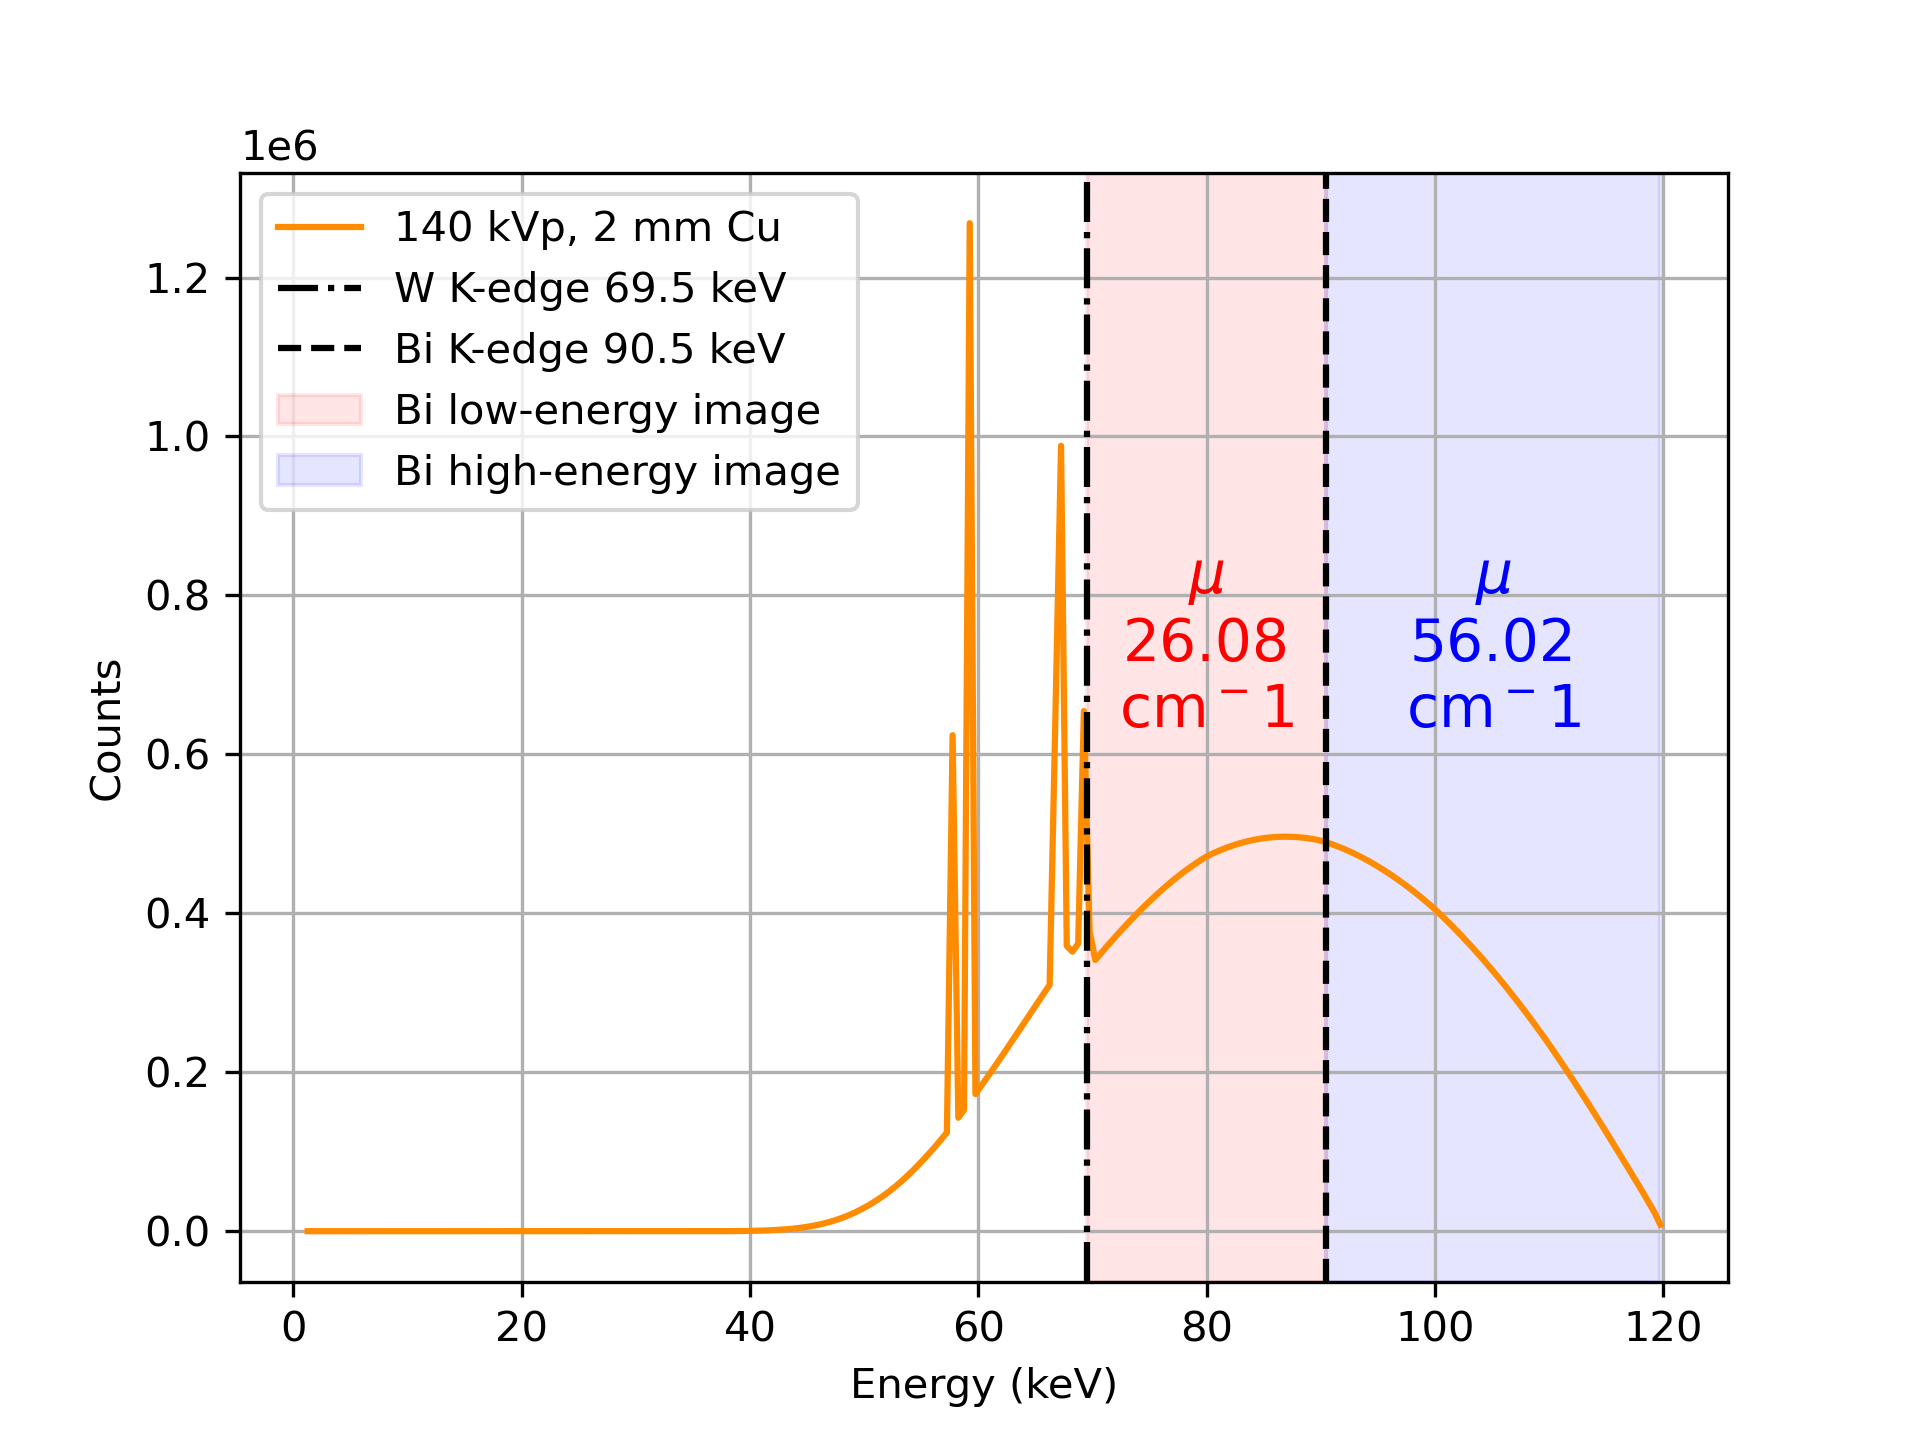 1e6
140 kVp, 2 mm Cu
W K-edge 69.5 keV
Bi K-edge 90.5 keV
Bi low-energy image
Bi high-energy image
1.2
1.0
0.8
0.6
0.4
0.2
0.0
Counts
μ
26.08
cm⁻1
μ
56.02
cm⁻1
0 20 40 60 80 100 120
Energy (keV)